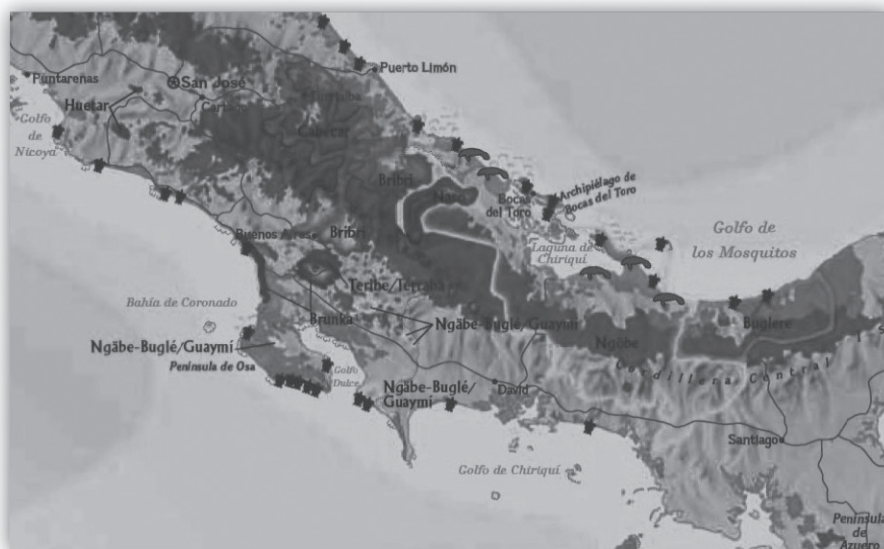 Puerto Limón
Puntarenas
San José
Cartago
Turrialba
Huetar
Golfo
de
Nicoya
Cabécar
Bribri
Naso
Bocas
del Toro
Archipiélago de
Bocas del Toro
Golfo de
los Mosquitos
Laguna de
Chiriquí
Buenos Aires
Bribri
Teribe/Térraba
Bahía de Coronado
Brunka
Ngäbe-Buglé/Guaymí
Ngäbe-Buglé/Guaymí
Península de Osa
Golfo
Dulce
Ngäbe-Buglé/
Guaymí
David
Ngöbe
Buglere
Cordillera Central
Santiago
Golfo de Chiriquí
Península
de
Azuero